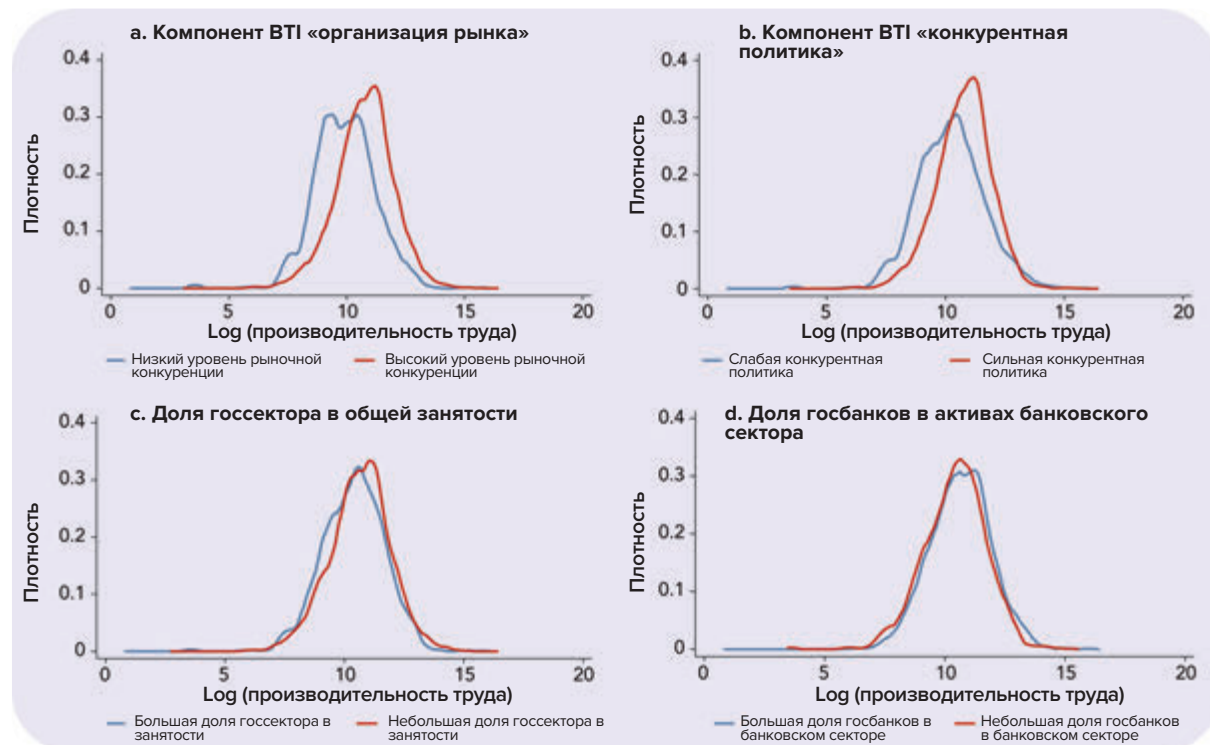 a. Компонент BTI «организация рынка»
0.4
0.3
0.2
0.1
0
Плотность
0 5 10 15 20
Log (производительность труда)
Низкий уровень рыночной
конкуренции
Высокий уровень рыночной
конкуренции
b. Компонент BTI «конкурентная
политика»
0.4
0.3
0.2
0.1
0
Плотность
0 5 10 15 20
Log (производительность труда)
Слабая конкурентная
политика
Сильная конкурентная
политика
c. Доля госсектора в общей занятости
0.4
0.3
0.2
0.1
0
Плотность
0 5 10 15 20
Log (производительность труда)
Большая доля госсектора в
занятости
Небольшая доля госсектора в
занятости
d. Доля госбанков в активах банковского
сектора
0.4
0.3
0.2
0.1
0
Плотность
0 5 10 15 20
Log (производительность труда)
Большая доля госбанков в
банковском секторе
Небольшая доля госбанков
в банковском секторе